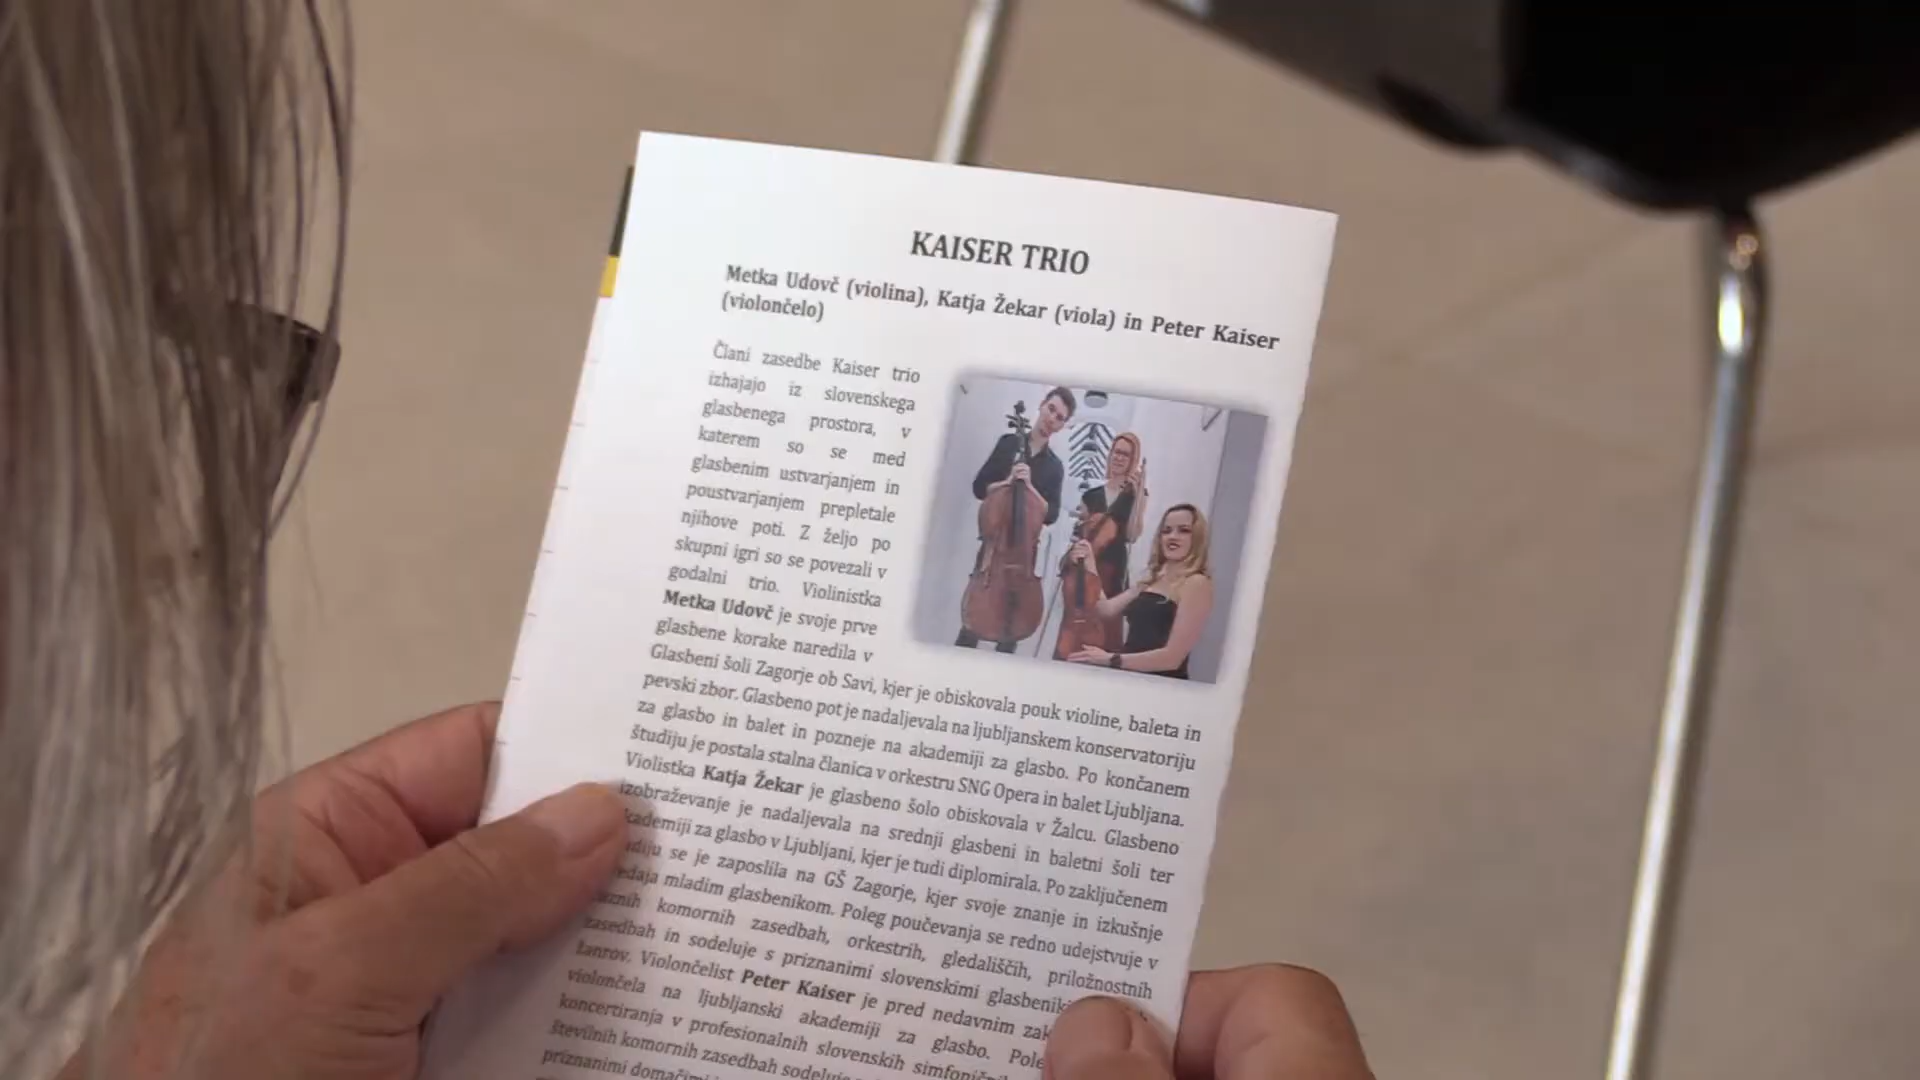 KAISER TRIO
Metka Udovč (violina), Katja Žekar (viola) in Peter Kaiser
(violončelo)
Člani zasedbe Kaiser trio
izhajajo iz slovenskega
glasbenega prostora, v
katerem so se med
glasbenim ustvarjanjem in
poustvarjanjem prepletale
njihove poti. Z željo po
skupni igri so se povezali v
godalni trio. Violinistka
Metka Udovč je svoje prve
glasbene korake naredila v
Glasbeni šoli Zagorje ob Savi, kjer je obiskovala pouk violine, baleta in
pevski zbor. Glasbeno pot je nadaljevala na ljubljanskem konservatoriju
za glasbo in balet in pozneje na akademiji za glasbo. Po končanem
študiju je postala stalna članica v orkestru SNG Opera in balet Ljubljana.
Violistka Katja Žekar je glasbeno šolo obiskovala v Žalcu. Glasbeno
izobraževanje je nadaljevala na srednji glasbeni in baletni šoli ter
kademiji za glasbo v Ljubljani, kjer je tudi diplomirala. Po zaključenem
se je zaposlila na GŠ Zagorje, kjer svoje znanje in izkušnje
mladim glasbenikom. Poleg poučevanja se redno udejstvuje v
komornih zasedbah, orkestrih, gledaliških, priložnostnih
zasedbah in sodeluje s priznanimi slovenskimi glasbeniki
žanrov. Violončelist Peter Kaiser je pred nedavnim
violončela na ljubljanski akademiji za glasbo.
koncertiranja v profesionalnih slovenskih
številnih komornih zasedbah sodeluje
priznanimi domačimi